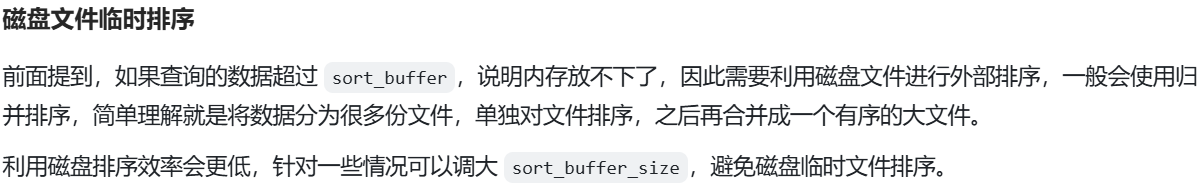 磁盘文件临时排序
前面提到，如果查询的数据超过 sort_buffer，说明内存放不下了，因此需要利用磁盘文件进行外部排序，一般会使用归
并排序，简单理解就是将数据分为很多份文件，单独对文件排序，之后再合并成一个有序的大文件。
利用磁盘排序效率会更低，针对一些情况可以调大 sort_buffer_size，避免磁盘临时文件排序。